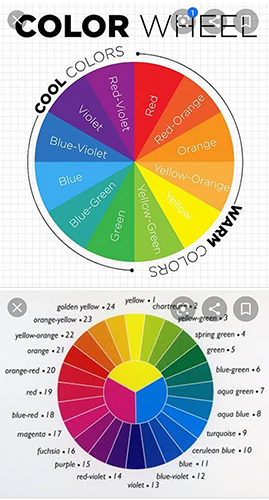 COLOR WHEEL
1
COOL COLORS
Red-Violet
Red
Violet
Red-Orange
Blue-Violet
Orange
Blue
Yellow-Orange
Blue-Green
Yellow
Green
Yellow-Green
WARM COLORS
yellow • 1
golden yellow • 24
chartreuse • 2
orange-yellow • 23
yellow-green • 3
yellow-orange • 22
spring green • 4
orange • 21
green • 5
orange-red • 20
blue-green • 6
red • 19
aqua green • 7
blue-red • 18
aqua blue • 8
magenta • 17
turquoise • 9
fuchsia • 16
cerulean blue • 10
purple • 15
blue • 11
red-violet • 14
blue-violet • 12
violet • 13